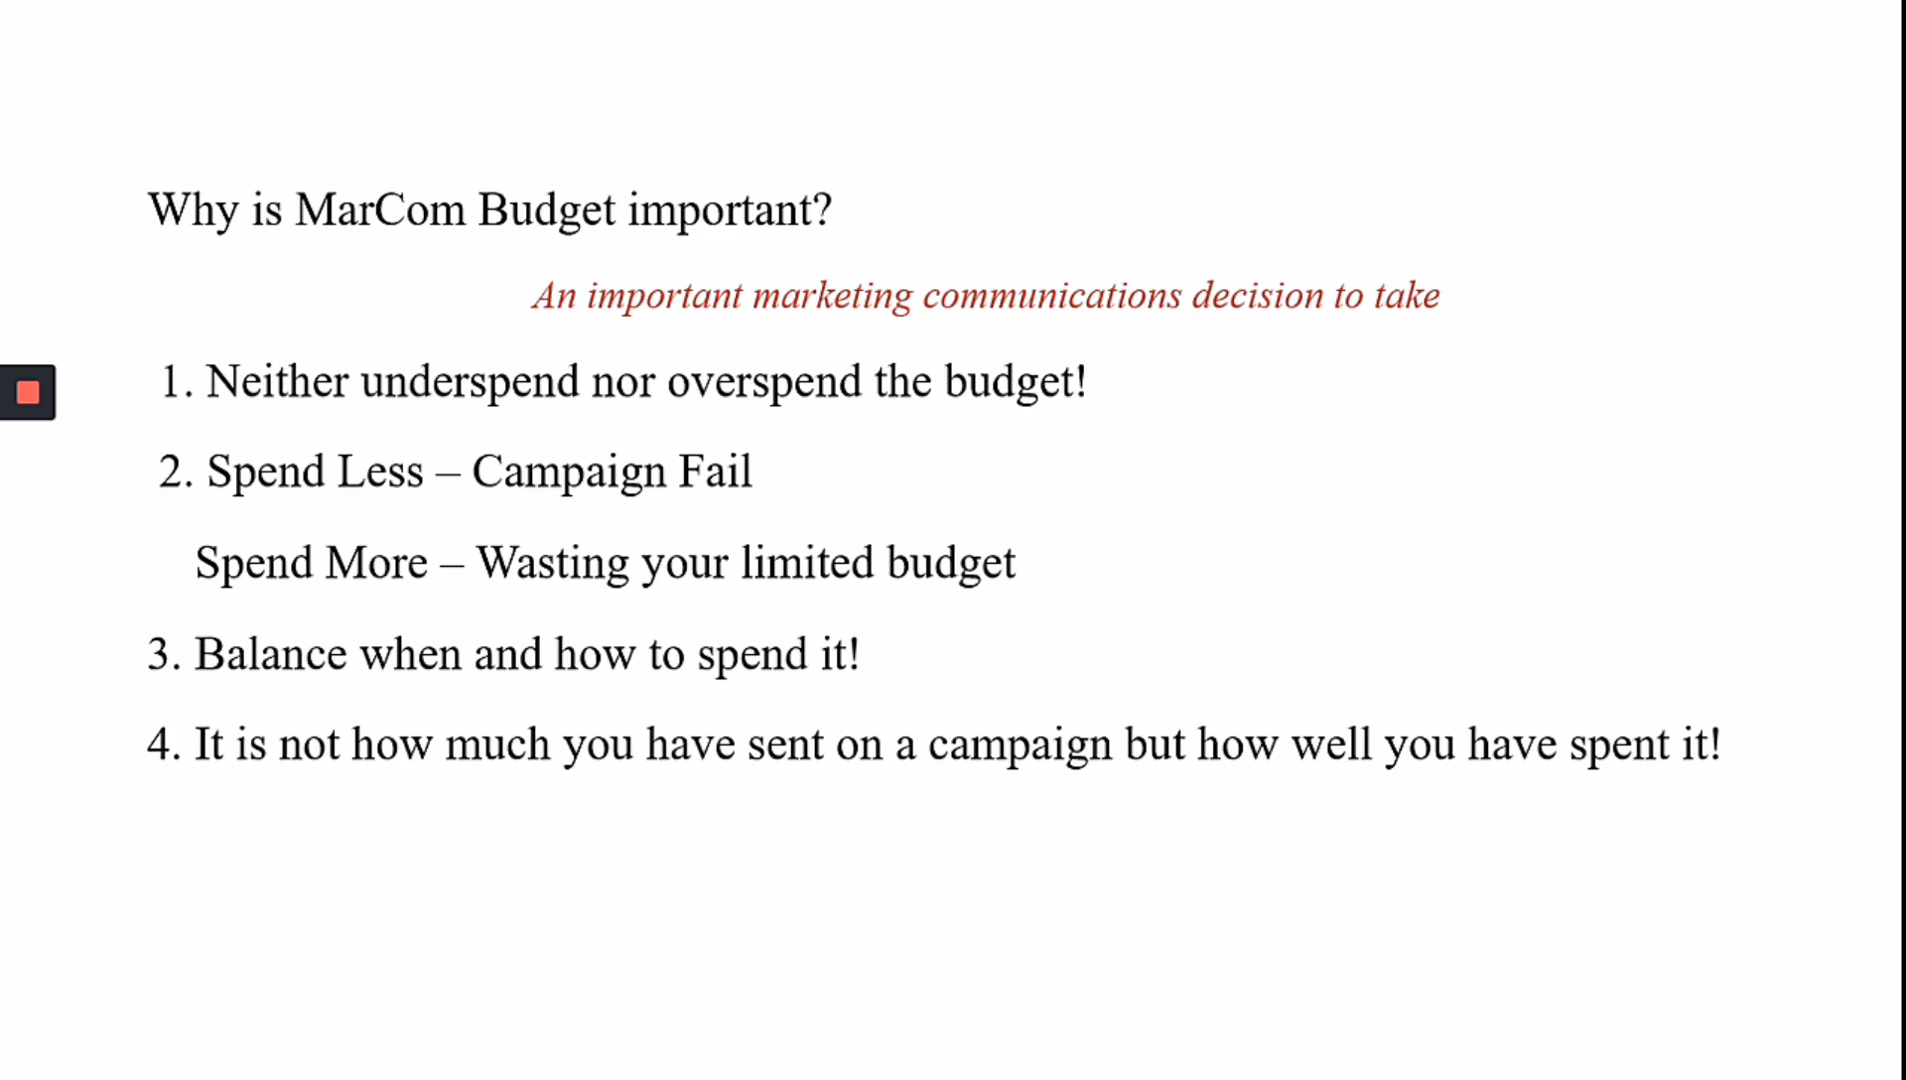 Why is MarCom Budget important?
An important marketing communications decision to take
1. Neither underspend nor overspend the budget!
2. Spend Less – Campaign Fail
Spend More – Wasting your limited budget
3. Balance when and how to spend it!
4. It is not how much you have sent on a campaign but how well you have spent it!